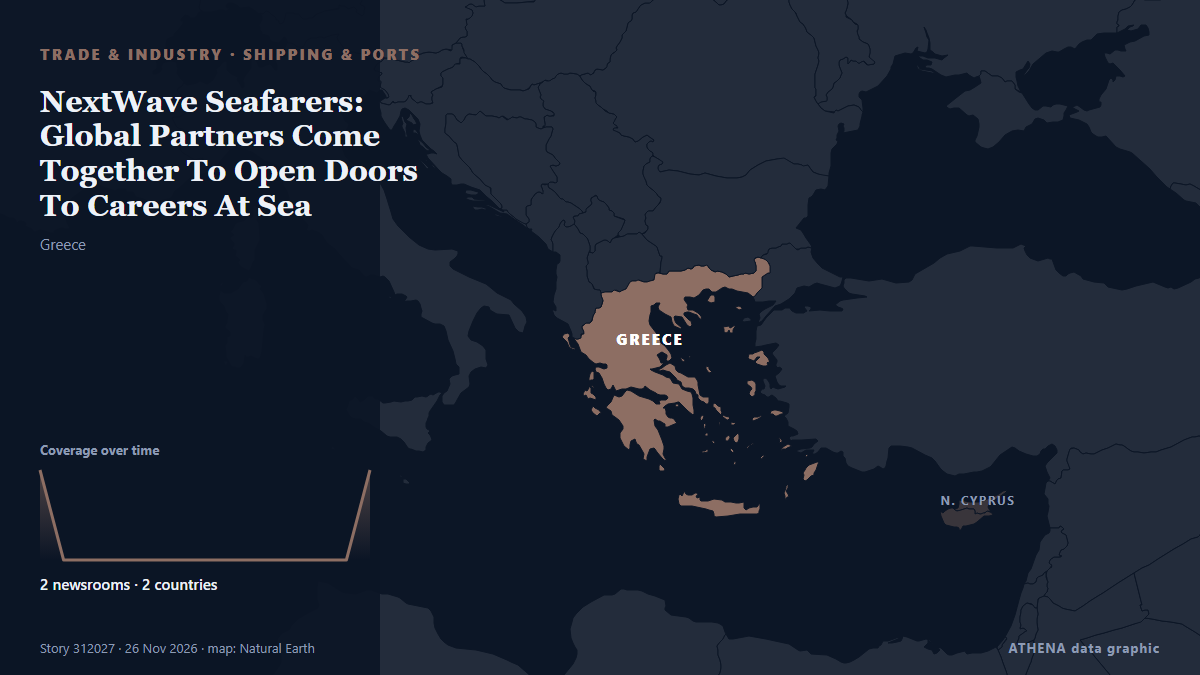 TRADE & INDUSTRY · SHIPPING & PORTS
NextWave Seafarers:
Global Partners Come
Together To Open Doors
To Careers At Sea
Greece
GREECE
Coverage over time
N. CYPRUS
2 newsrooms · 2 countries
Story 312027 · 26 Nov 2026 · map: Natural Earth
ATHENA data graphic